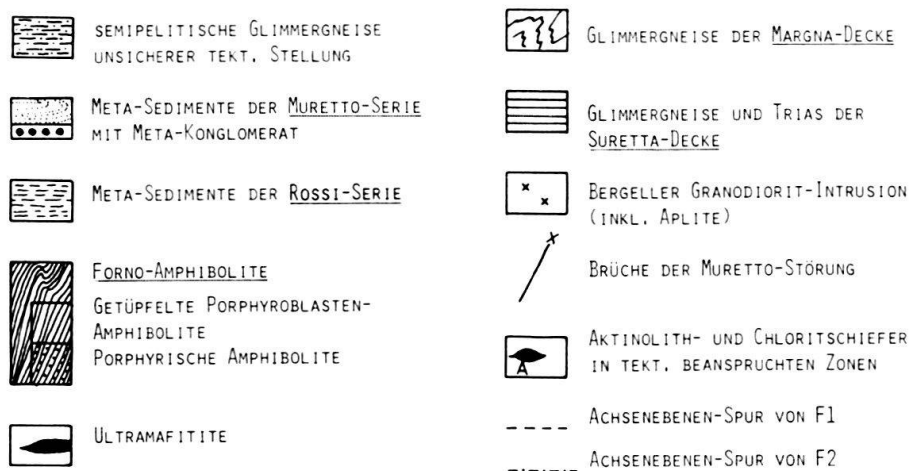 SEMIPELITISCHE GLIMMERGNEISE
UNSICHERER TEKT. STELLUNG
META-SEDIMENTE DER MURETTO-SERIE
MIT META-KONGLOMERAT
META-SEDIMENTE DER ROSSI-SERIE
FORNO-AMPHIBOLITE
GETÜPFELTE PORPHYROBLASTEN-
AMPHIBOLITE
PORPHYRISCHE AMPHIBOLITE
ULTRAMAFITITE
GLIMMERGNEISE DER MARGNA-DECKE
GLIMMERGNEISE UND TRIAS DER
SURETTA-DECKE
BERGELLER GRANODIORIT-INTRUSION
(INKL. APLITE)
BRÜCHE DER MURETTO-STÖRUNG
AKTINOLITH- UND CHLORITSCHIEFER
IN TEKT. BEANSPRUCHTEN ZONEN
A
ACHSENEBENEN-SPUR VON F1
ACHSENEBENEN-SPUR VON F2